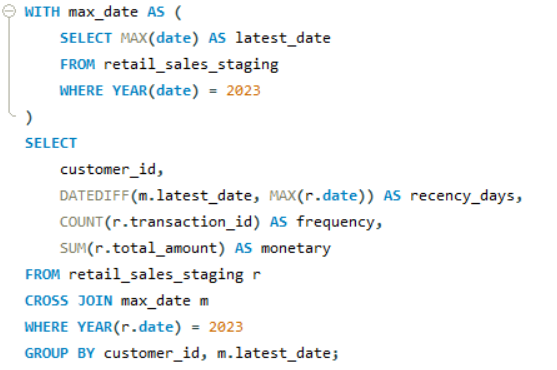 WITH max_date AS (
    SELECT MAX(date) AS latest_date
    FROM retail_sales_staging
    WHERE YEAR(date) = 2023
)
SELECT
    customer_id,
    DATEDIFF(m.latest_date, MAX(r.date)) AS recency_days,
    COUNT(r.transaction_id) AS frequency,
    SUM(r.total_amount) AS monetary
FROM retail_sales_staging r
CROSS JOIN max_date m
WHERE YEAR(r.date) = 2023
GROUP BY customer_id, m.latest_date;